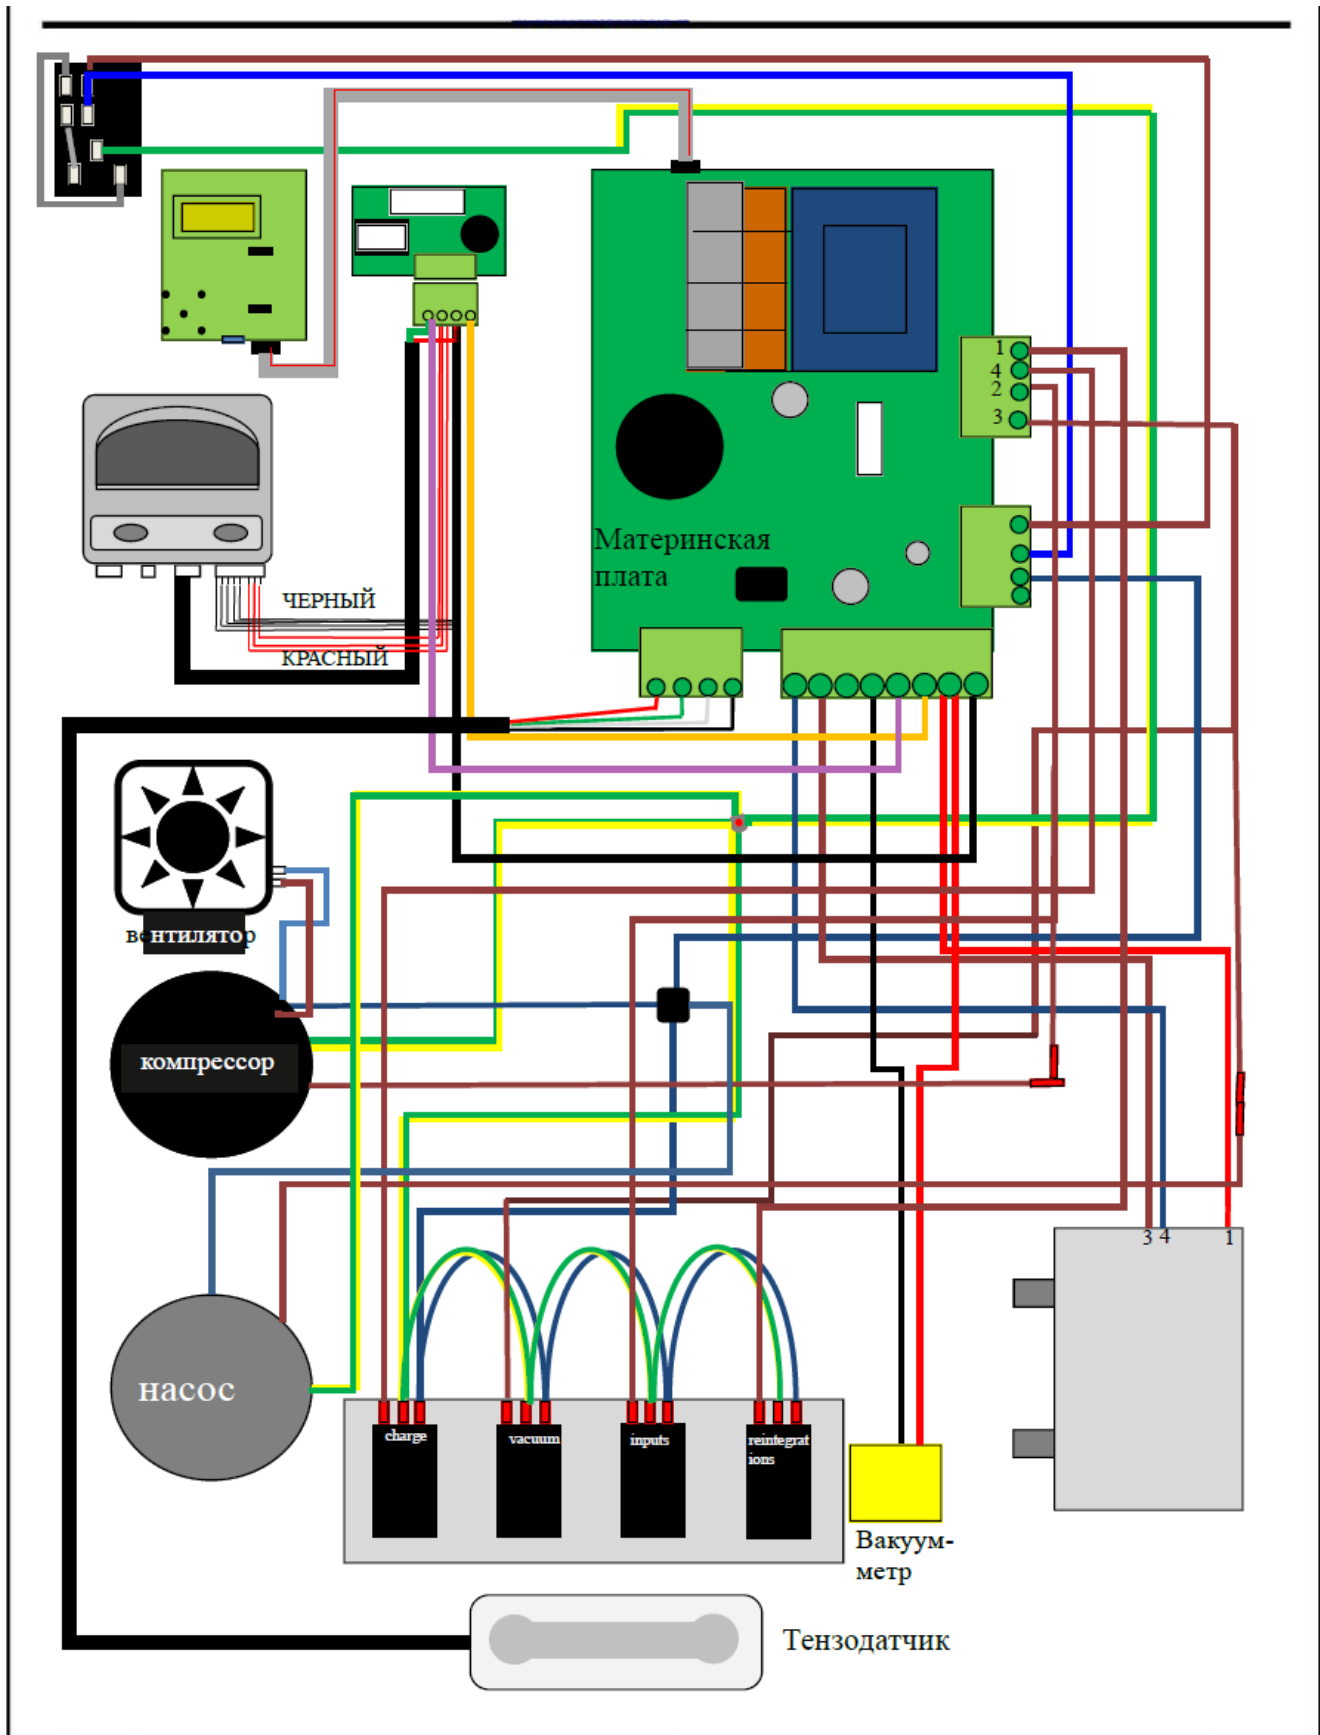 1
4
2
3
Материнская
плата
ЧЕРНЫЙ
КРАСНЫЙ
вентилятор
компрессор
3 4 1
насос
charge
vacuum
inputs
reintegrat
ions
Вакуум-
метр
Тензодатчик